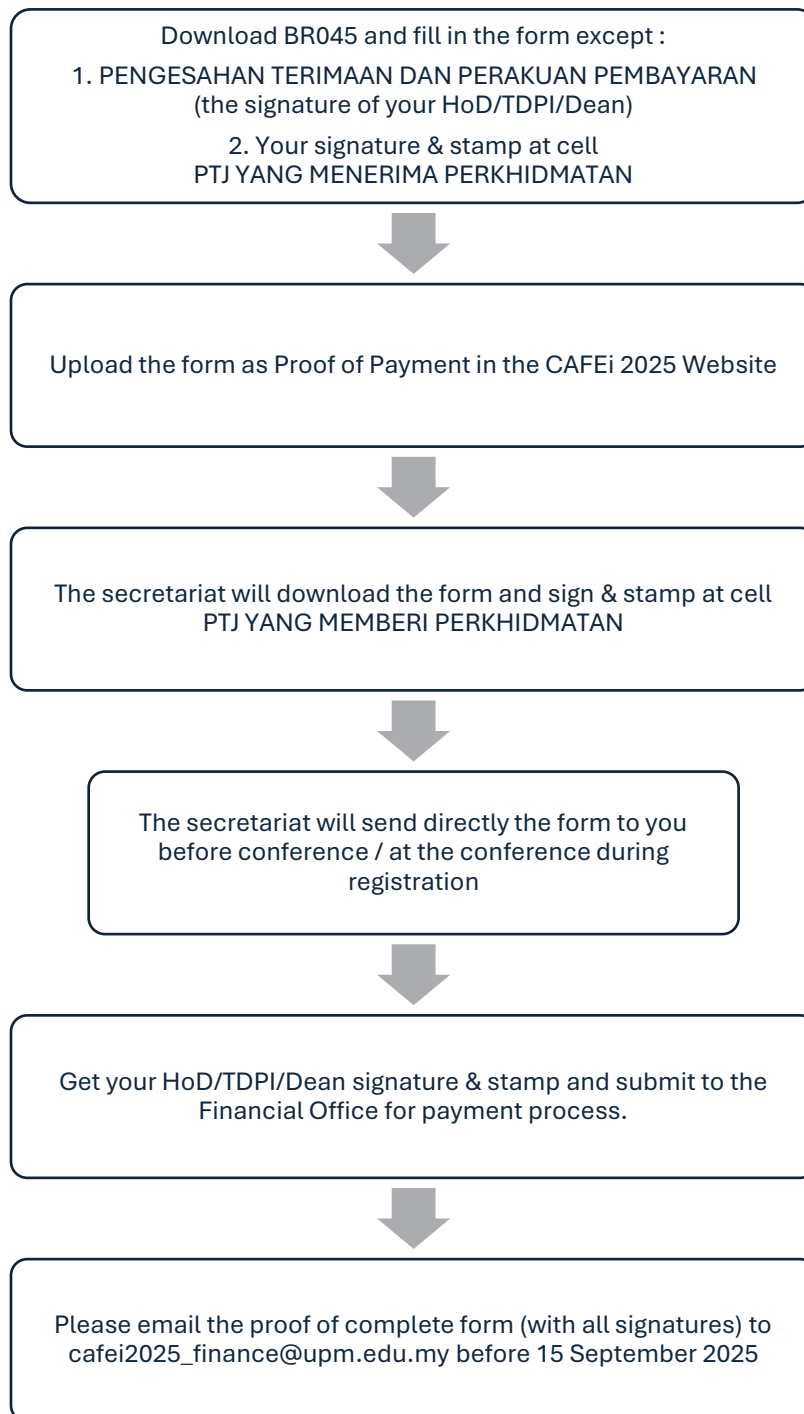 Download BR045 and fill in the form except :
1. PENGESAHAN TERIMAAN DAN PERAKUAN PEMBAYARAN
(the signature of your HoD/TDPI/Dean)
2. Your signature & stamp at cell
PTJ YANG MENERIMA PERKHIDMATAN
Upload the form as Proof of Payment in the CAFEi 2025 Website
The secretariat will download the form and sign & stamp at cell
PTJ YANG MEMBERI PERKHIDMATAN
The secretariat will send directly the form to you
before conference / at the conference during
registration
Get your HoD/TDPI/Dean signature & stamp and submit to the
Financial Office for payment process.
Please email the proof of complete form (with all signatures) to
cafei2025_finance@upm.edu.my before 15 September 2025